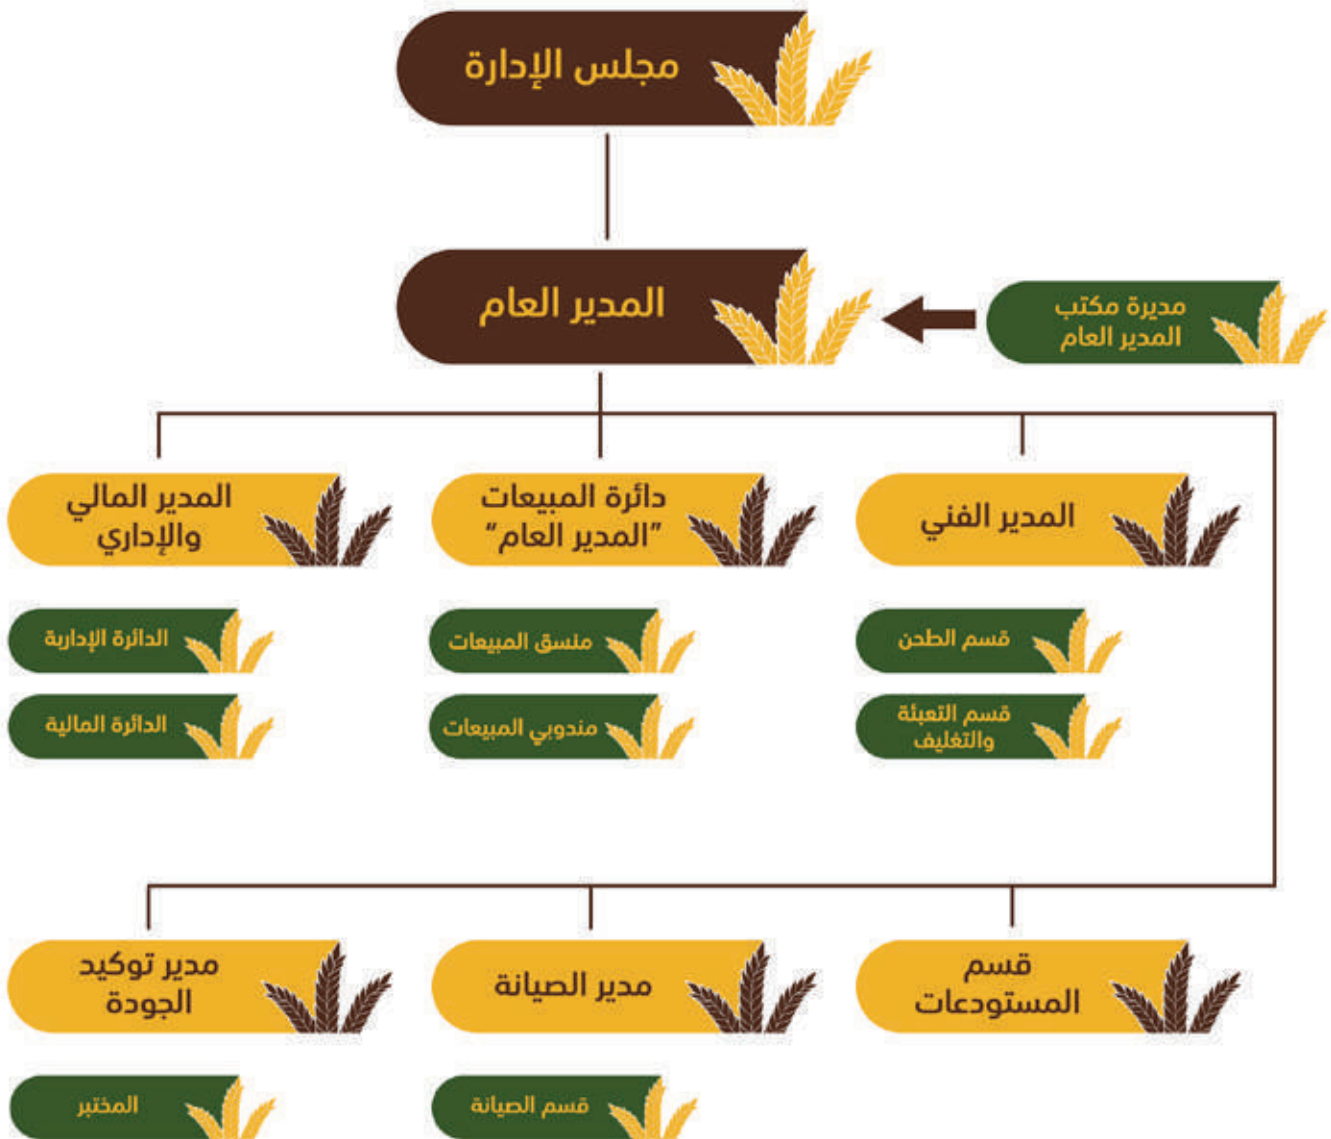 مجلس الإدارة
المدير العام
مديرة مكتب
المدير العام
المدير الفني
دائرة المبيعات
"المدير العام"
المدير المالي
والإداري
قسم الطحن
منسق المبيعات
الدائرة الإدارية
قسم التعبئة
والتغليف
مندوبي المبيعات
الدائرة المالية
قسم
المستودعات
مدير الصيانة
مدير توكيد
الجودة
قسم الصيانة
المختبر